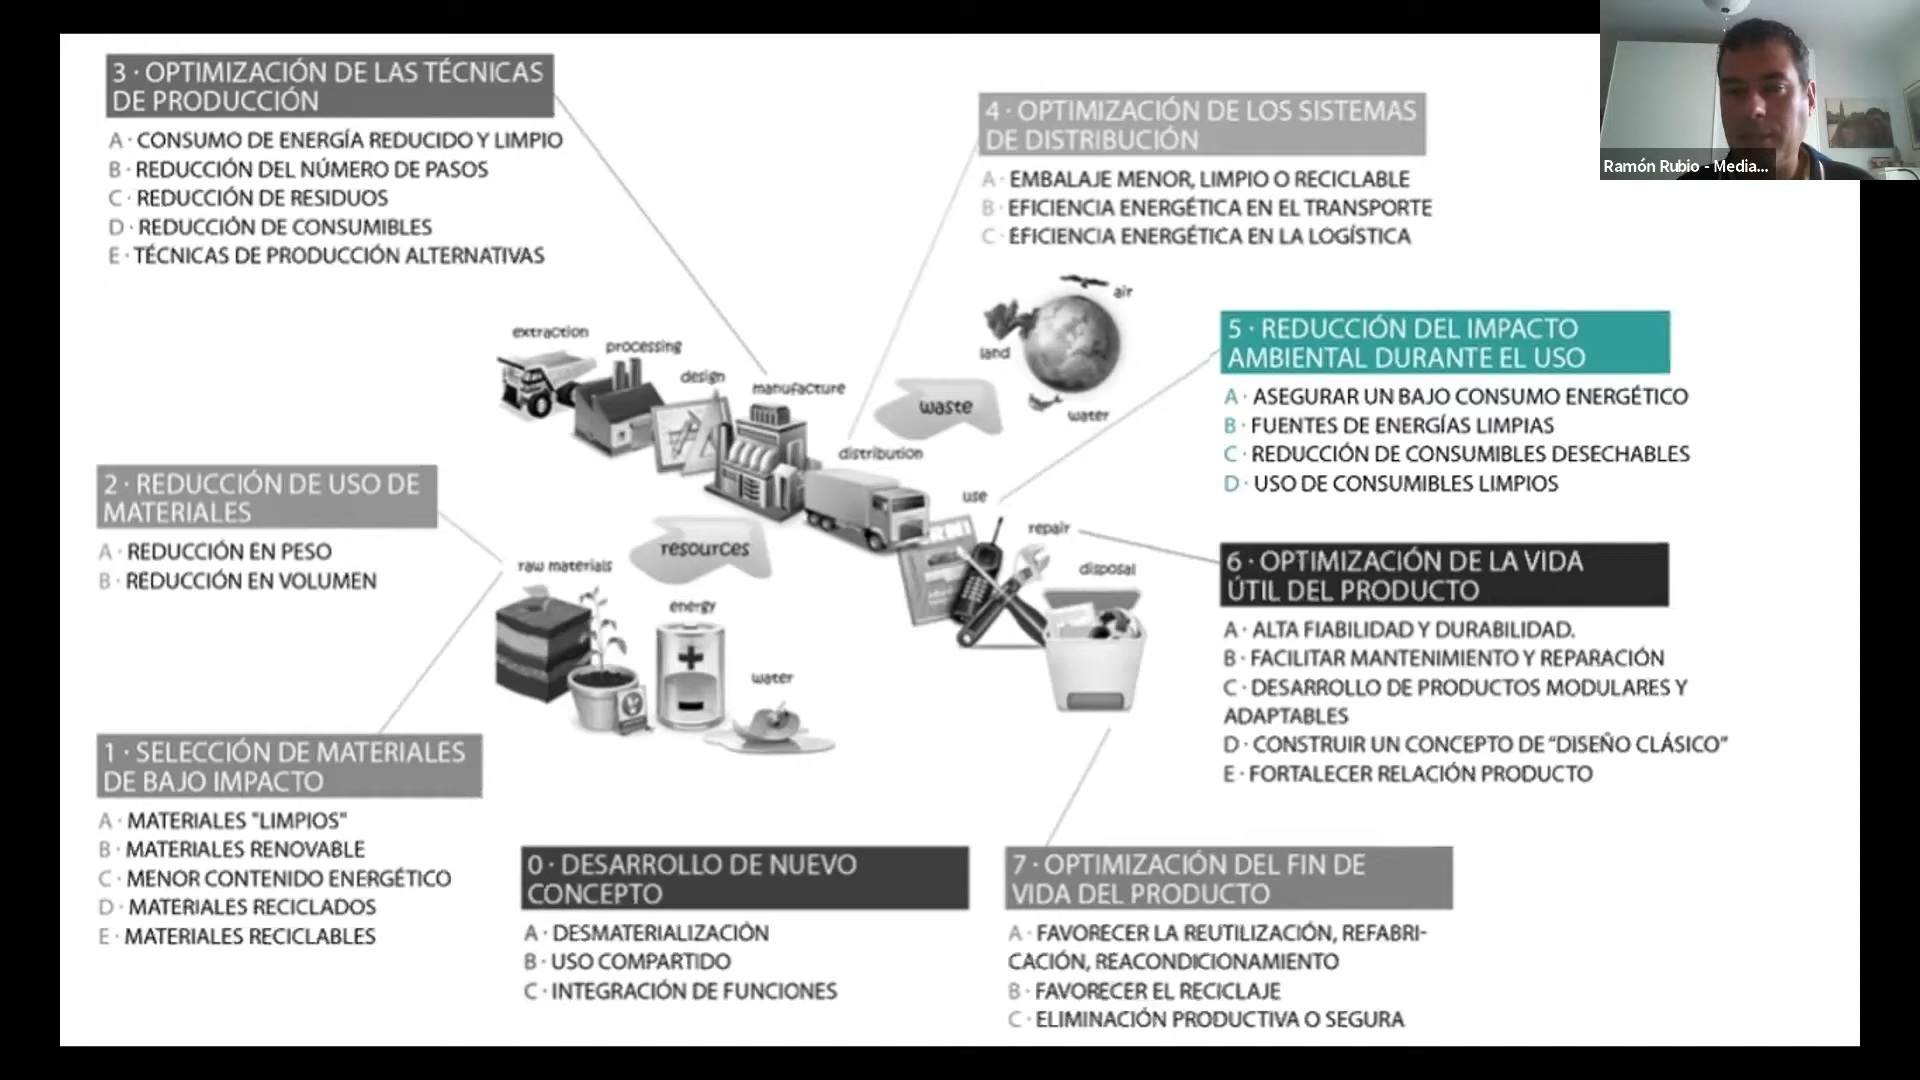 3 · OPTIMIZACIÓN DE LAS TÉCNICAS
DE PRODUCCIÓN
A · CONSUMO DE ENERGÍA REDUCIDO Y LIMPIO
B · REDUCCIÓN DEL NÚMERO DE PASOS
C · REDUCCIÓN DE RESIDUOS
D · REDUCCIÓN DE CONSUMIBLES
E · TÉCNICAS DE PRODUCCIÓN ALTERNATIVAS
4 · OPTIMIZACIÓN DE LOS SISTEMAS
DE DISTRIBUCIÓN
A · EMBALAJE MENOR, LIMPIO O RECICLABLE
B · EFICIENCIA ENERGÉTICA EN EL TRANSPORTE
C · EFICIENCIA ENERGÉTICA EN LA LOGÍSTICA
Ramón Rubio - Media...
extraction
processing
design
manufacture
distribution
use
repair
disposal
waste
air
land
water
resources
raw materials
energy
water
5 · REDUCCIÓN DEL IMPACTO
AMBIENTAL DURANTE EL USO
A · ASEGURAR UN BAJO CONSUMO ENERGÉTICO
B · FUENTES DE ENERGÍAS LIMPIAS
C · REDUCCIÓN DE CONSUMIBLES DESECHABLES
D · USO DE CONSUMIBLES LIMPIOS
2 · REDUCCIÓN DE USO DE
MATERIALES
A · REDUCCIÓN EN PESO
B · REDUCCIÓN EN VOLUMEN
6 · OPTIMIZACIÓN DE LA VIDA
ÚTIL DEL PRODUCTO
A · ALTA FIABILIDAD Y DURABILIDAD.
B · FACILITAR MANTENIMIENTO Y REPARACIÓN
C · DESARROLLO DE PRODUCTOS MODULARES Y
ADAPTABLES
D · CONSTRUIR UN CONCEPTO DE “DISEÑO CLÁSICO”
E · FORTALECER RELACIÓN PRODUCTO
1 · SELECCIÓN DE MATERIALES
DE BAJO IMPACTO
A · MATERIALES "LIMPIOS"
B · MATERIALES RENOVABLE
C · MENOR CONTENIDO ENERGÉTICO
D · MATERIALES RECICLADOS
E · MATERIALES RECICLABLES
0 · DESARROLLO DE NUEVO
CONCEPTO
A · DESMATERIALIZACIÓN
B · USO COMPARTIDO
C · INTEGRACIÓN DE FUNCIONES
7 · OPTIMIZACIÓN DEL FIN DE
VIDA DEL PRODUCTO
A · FAVORECER LA REUTILIZACIÓN, REFABRI-
CACIÓN, REACONDICIONAMIENTO
B · FAVORECER EL RECICLAJE
C · ELIMINACIÓN PRODUCTIVA O SEGURA